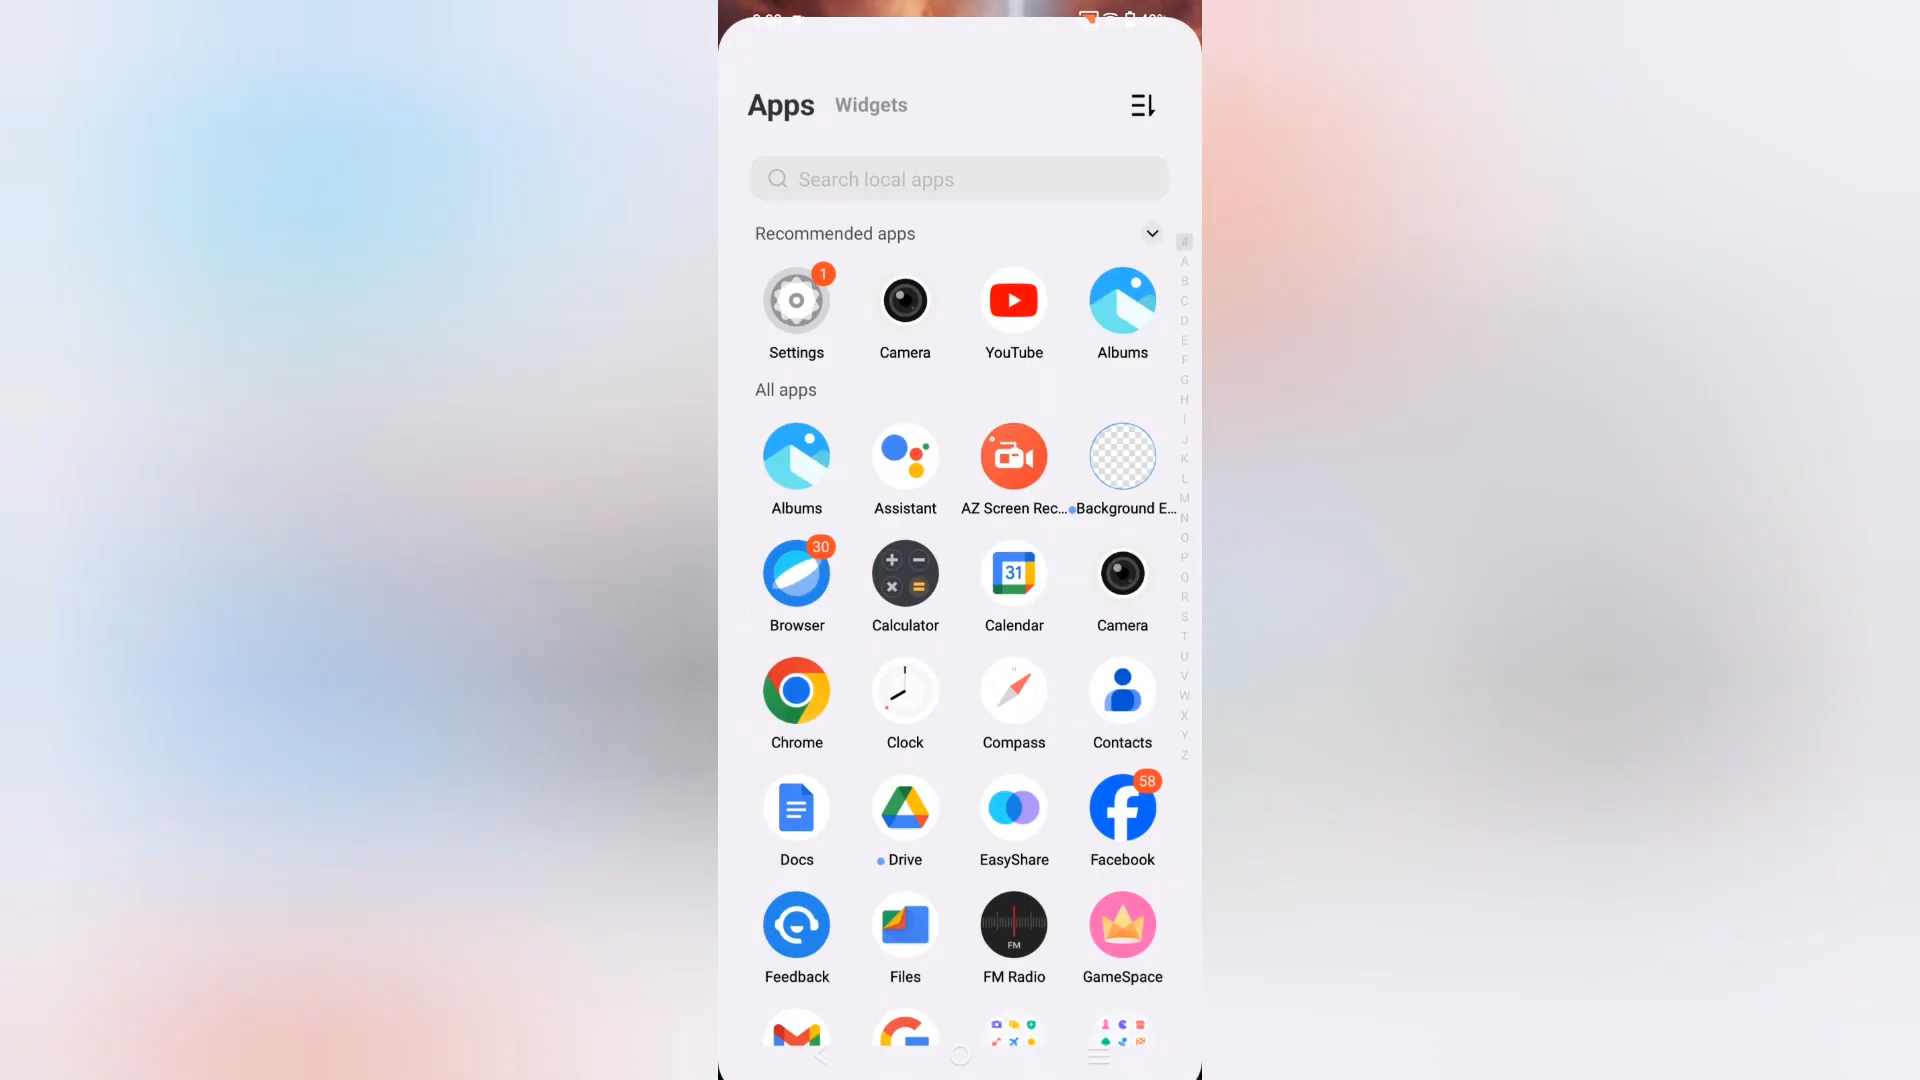 Apps Widgets
Search local apps
Recommended apps
1
Settings Camera YouTube Albums
All apps
Albums Assistant AZ Screen Rec... Background E...
30
31
Browser Calculator Calendar Camera
N
Chrome Clock Compass Contacts
58
Docs Drive EasyShare Facebook
FM
Feedback Files FM Radio GameSpace
#
A
B
C
D
E
F
G
H
I
J
K
L
M
N
O
P
Q
R
S
T
U
V
W
X
Y
Z